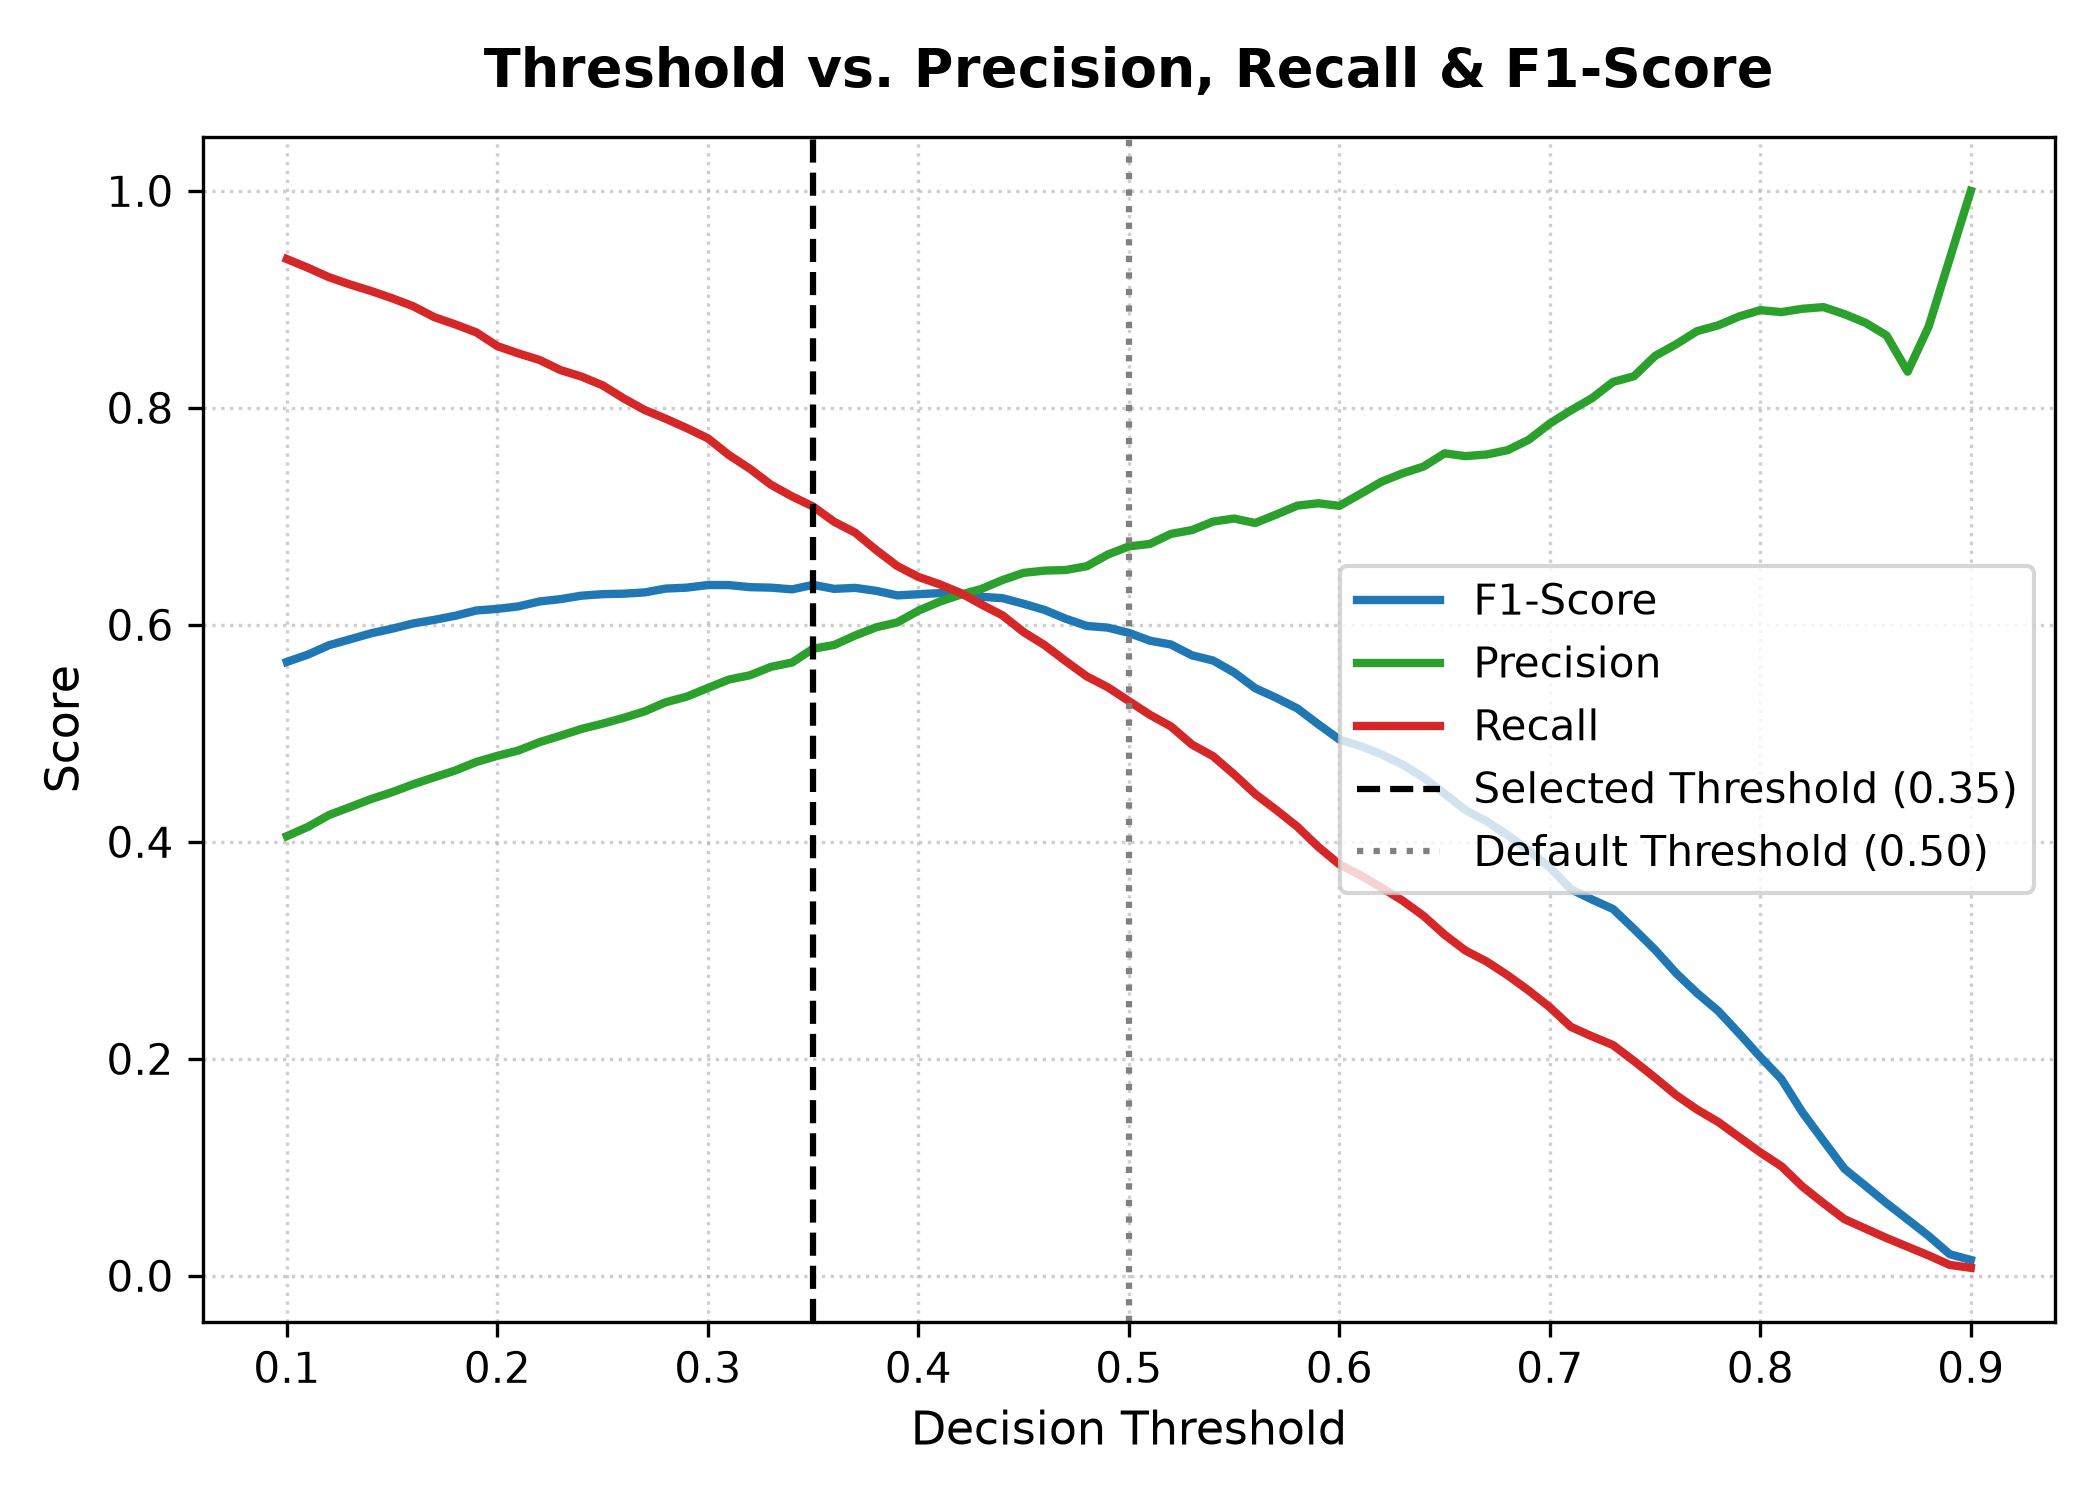 Threshold vs. Precision, Recall & F1-Score
1.0
0.8
0.6
0.4
0.2
0.0
Score
F1-Score
Precision
Recall
Selected Threshold (0.35)
Default Threshold (0.50)
0.1 0.2 0.3 0.4 0.5 0.6 0.7 0.8 0.9
Decision Threshold